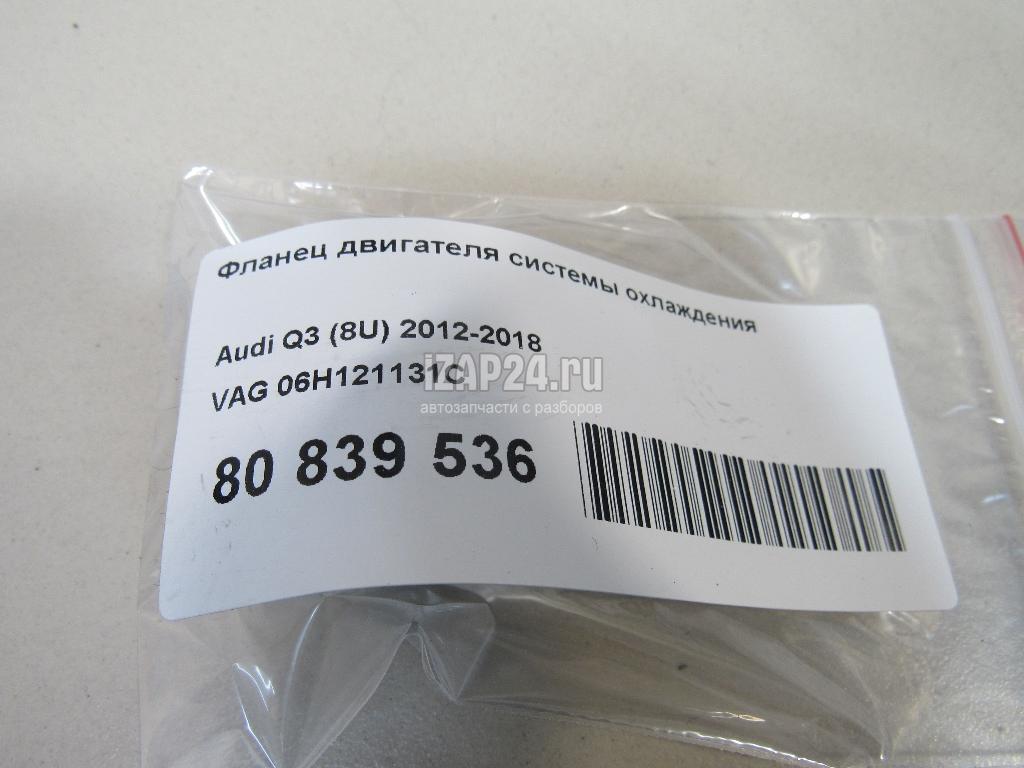 Фланец двигателя системы охлаждения
Audi Q3 (8U) 2012-2018
VAG 06H121131C
iZAP24.ru
автозапчасти с разборов
80 839 536